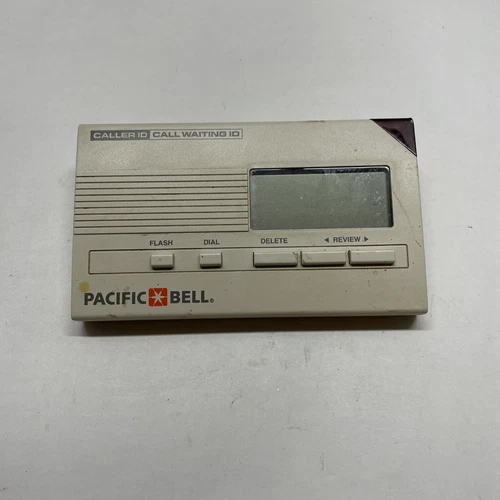 CALLER ID CALL WAITING ID
FLASH DIAL DELETE ◄ REVIEW ►
PACIFIC BELL®